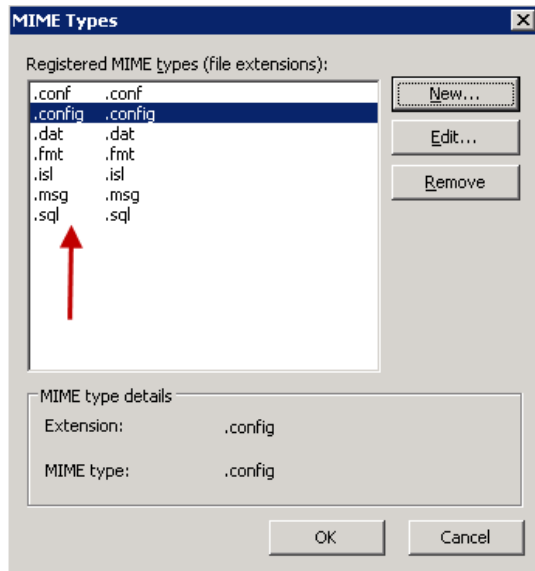 MIME Types
Registered MIME types (file extensions):
.conf .conf
.config .config
.dat .dat
.fmt .fmt
.isl .isl
.msg .msg
.sql .sql
New...
Edit...
Remove
MIME type details
Extension: .config
MIME type: .config
OK Cancel